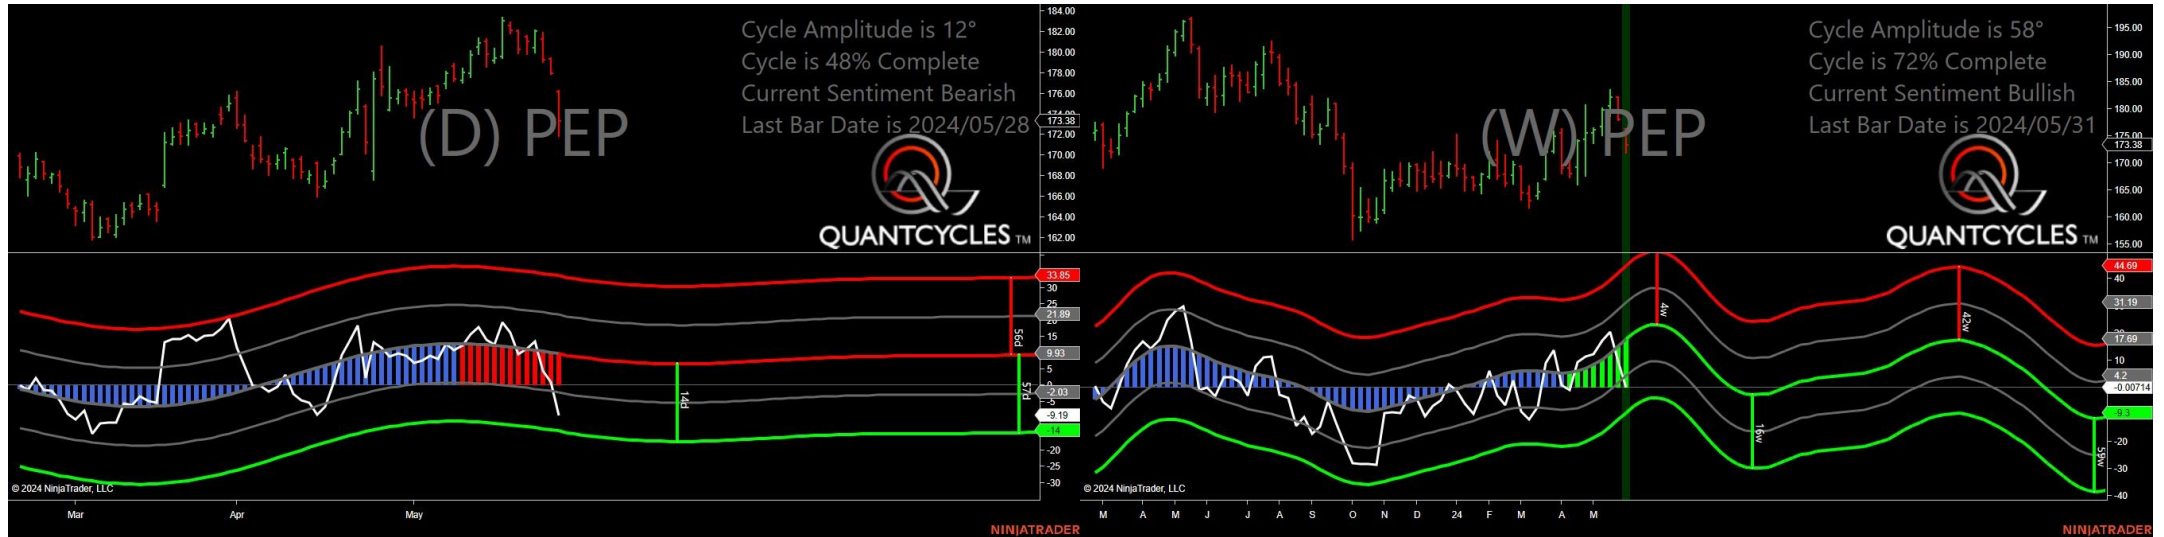 Cycle Amplitude is 12°
Cycle is 48% Complete
Current Sentiment Bearish
Last Bar Date is 2024/05/28
(D) PEP
QUANTCYCLES TM
184.00
182.00
180.00
178.00
176.00
173.38
172.00
170.00
168.00
166.00
164.00
162.00
33.85
30
25
21.89
15
9.93
5
-2.03
-5
-9.19
-14
-20
-25
-30
14d
56d
57d
© 2024 NinjaTrader, LLC
Mar
Apr
May
NINJATRADER
Cycle Amplitude is 58°
Cycle is 72% Complete
Current Sentiment Bullish
Last Bar Date is 2024/05/31
(W) PEP
QUANTCYCLES TM
195.00
190.00
185.00
180.00
175.00
173.38
170.00
165.00
160.00
155.00
44.69
40
31.19
17.69
10
4.2
-0.00714
-9.3
-20
-30
-40
4w
16w
42w
59w
© 2024 NinjaTrader, LLC
M A M J J A S O N D 24 F M A M
NINJATRADER